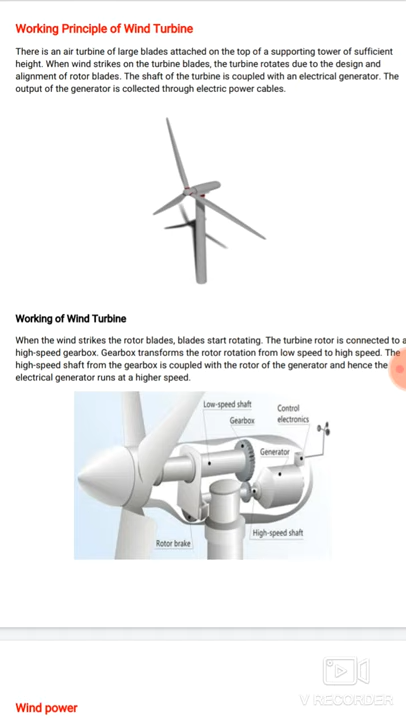 Working Principle of Wind Turbine
There is an air turbine of large blades attached on the top of a supporting tower of sufficient
height. When wind strikes on the turbine blades, the turbine rotates due to the design and
alignment of rotor blades. The shaft of the turbine is coupled with an electrical generator. The
output of the generator is collected through electric power cables.
Working of Wind Turbine
When the wind strikes the rotor blades, blades start rotating. The turbine rotor is connected to a
high-speed gearbox. Gearbox transforms the rotor rotation from low speed to high speed. The
high-speed shaft from the gearbox is coupled with the rotor of the generator and hence the
electrical generator runs at a higher speed.
Low-speed shaft
Gearbox
Control
electronics
Generator
High-speed shaft
Rotor brake
V RECORDER
Wind power